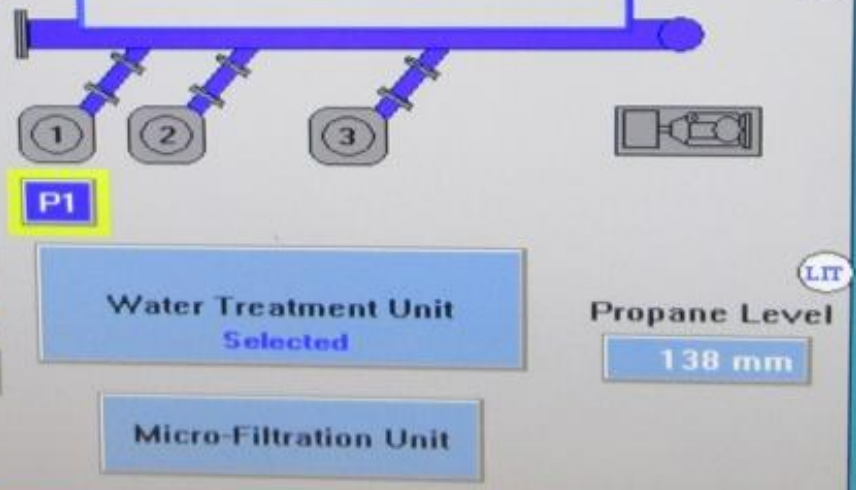 1
2
3
P1
Water Treatment Unit
Selected
LIT
Propane Level
138 mm
Micro-Filtration Unit